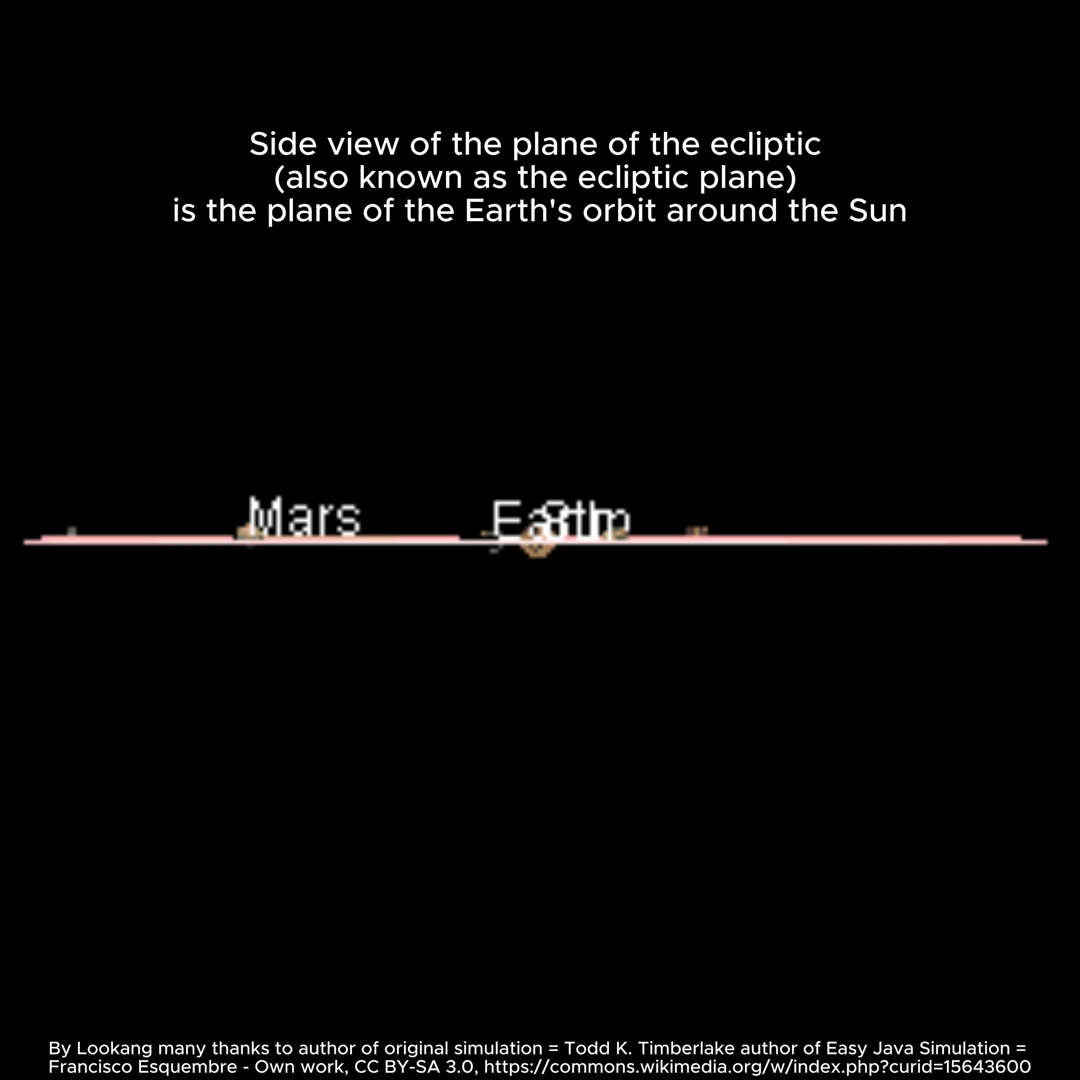 Side view of the plane of the ecliptic
(also known as the ecliptic plane)
is the plane of the Earth's orbit around the Sun
Mars
Earth
By Lookang many thanks to author of original simulation = Todd K. Timberlake author of Easy Java Simulation =
Francisco Esquembre - Own work, CC BY-SA 3.0, https://commons.wikimedia.org/w/index.php?curid=15643600